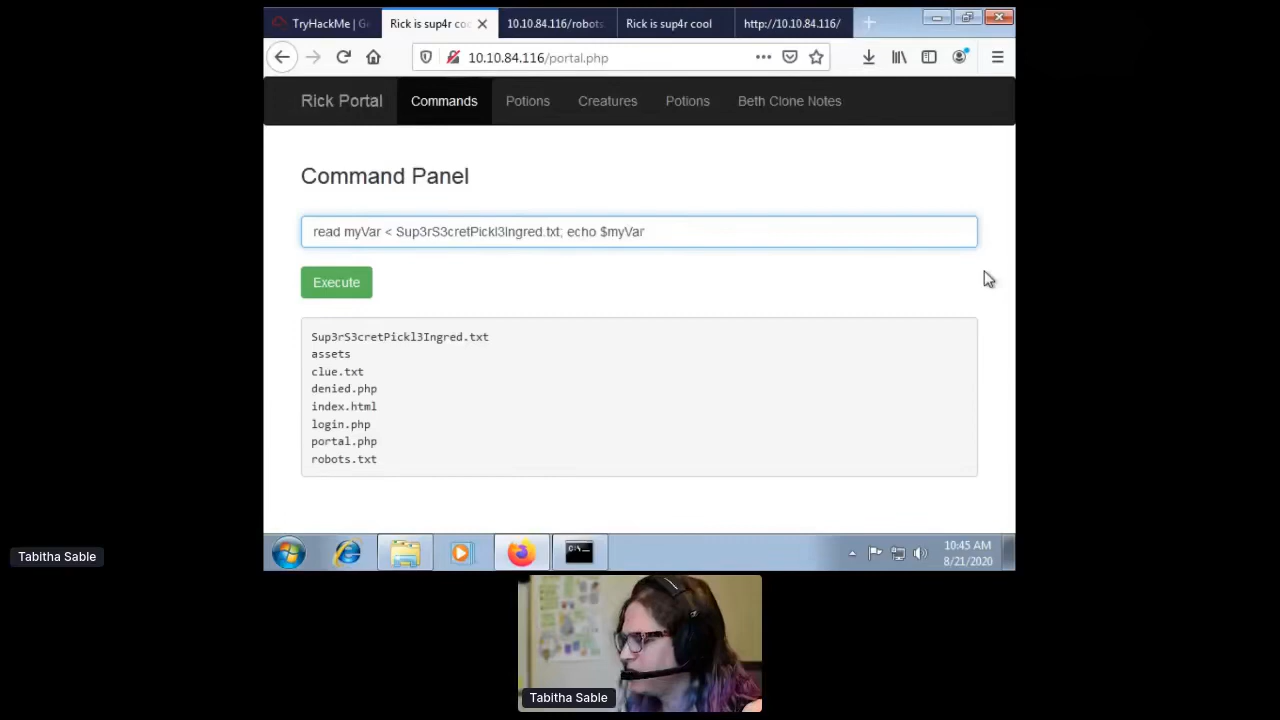 TryHackMe | G
Rick is sup4r coo
10.10.84.116/robots.
Rick is sup4r cool
http://10.10.84.116/
10.10.84.116/portal.php
Rick Portal
Commands
Potions
Creatures
Potions
Beth Clone Notes
Command Panel
read myVar < Sup3rS3cretPickl3Ingred.txt; echo $myVar
Execute
Sup3rS3cretPickl3Ingred.txt
assets
clue.txt
denied.php
index.html
login.php
portal.php
robots.txt
C:\
10:45 AM
8/21/2020
Tabitha Sable
Tabitha Sable